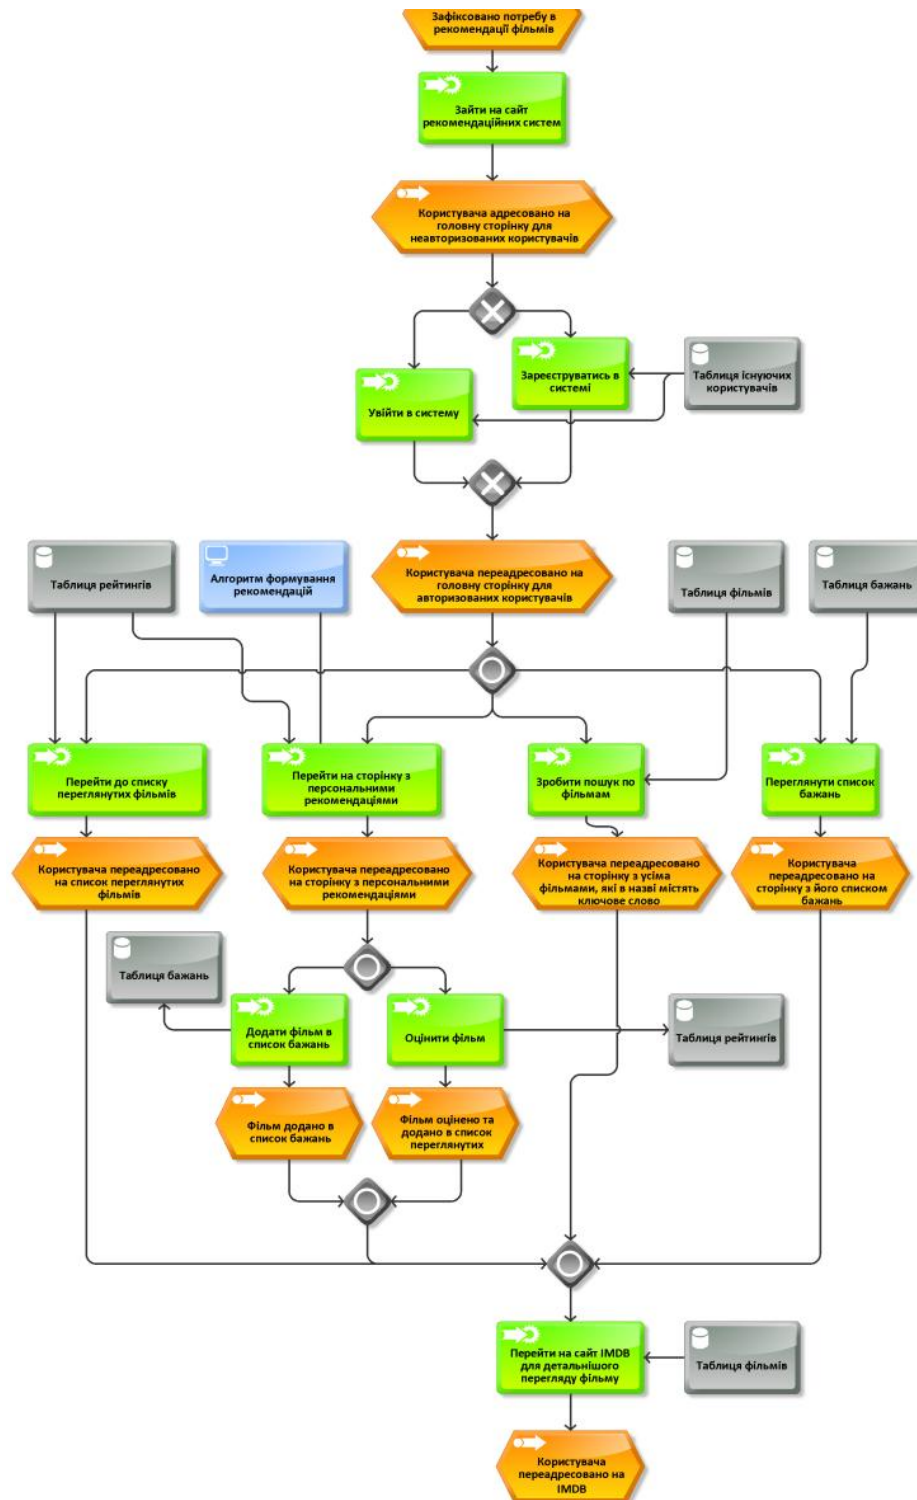 Зафіксовано потребу в
рекомендації фільмів
Зайти на сайт
рекомендаційних систем
Користувача адресовано на
головну сторінку для
неавторизованих користувачів
Зареєструватись в
системі
Таблиця існуючих
користувачів
Увійти в систему
Таблиця рейтингів
Алгоритм формування
рекомендацій
Користувача переадресовано на
головну сторінку для
авторизованих користувачів
Таблиця фільмів
Таблиця бажань
Перейти до списку
переглянутих фільмів
Перейти на сторінку з
персональними
рекомендаціями
Зробити пошук по
фільмам
Переглянути список
бажань
Користувача переадресовано
на список переглянутих
фільмів
Користувача переадресовано
на сторінку з персональними
рекомендаціями
Користувача переадресовано
на сторінку з усіма
фільмами, які в назві містять
ключове слово
Користувача
переадресовано на
сторінку з його списком
бажань
Таблиця бажань
Додати фільм в
список бажань
Оцінити фільм
Таблиця рейтингів
Фільм додано в
список бажань
Фільм оцінено та
додано в список
переглянутих
Перейти на сайт IMDB
для детальнішого
перегляду фільму
Таблиця фільмів
Користувача
переадресовано на
IMDB